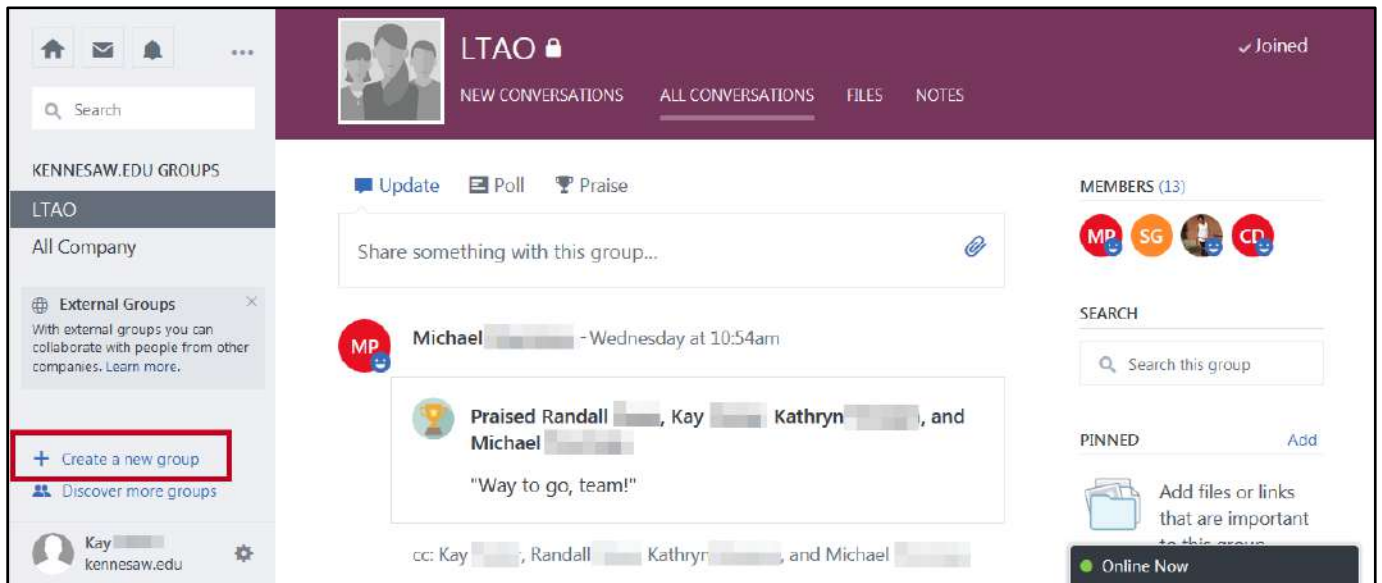 Search
KENNESAW.EDU GROUPS
LTAO
All Company
External Groups
With external groups you can
collaborate with people from other
companies. Learn more.
+ Create a new group
Discover more groups
Kay
kennesaw.edu
LTAO
✓Joined
NEW CONVERSATIONS ALL CONVERSATIONS FILES NOTES
Update Poll Praise
Share something with this group...
MP
Michael - Wednesday at 10:54am
Praised Randall , Kay Kathryn , and
Michael
"Way to go, team!"
cc: Kay , Randall Kathryn , and Michael
MEMBERS (13)
MP SG CD
SEARCH
Search this group
PINNED Add
Add files or links
that are important
to this group
Online Now